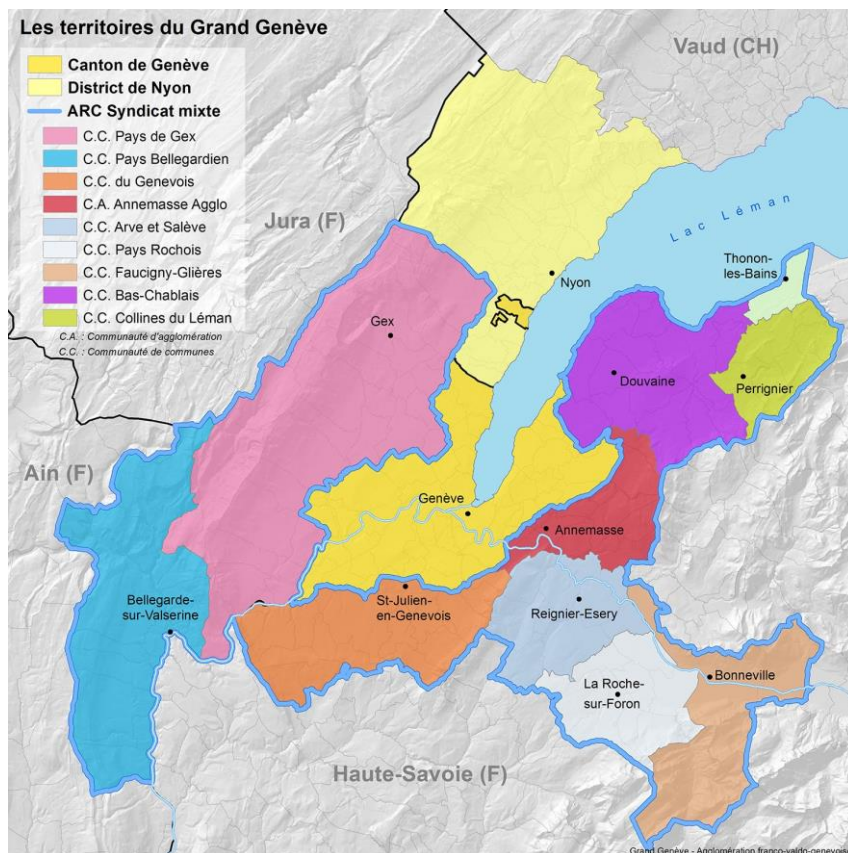 Les territoires du Grand Genève
Canton de Genève
District de Nyon
ARC Syndicat mixte
C.C. Pays de Gex
C.C. Pays Bellegardien
C.C. du Genevois
C.A. Annemasse Agglo
C.C. Arve et Salève
C.C. Pays Rochois
C.C. Faucigny-Glières
C.C. Bas-Chablais
C.C. Collines du Léman
C.A. : Communauté d'agglomération
C.C. : Communauté de communes
Vaud (CH)
Jura (F)
Lac Léman
Thonon-
les-Bains
Nyon
Gex
Douvaine
Perrignier
Ain (F)
Genève
Annemasse
Bellegarde-
sur-Valserine
St-Julien-
en-Genevois
Reignier-Esery
Bonneville
La Roche-
sur-Foron
Haute-Savoie (F)
Grand Genève - Agglomération franco-valdo-genevoise